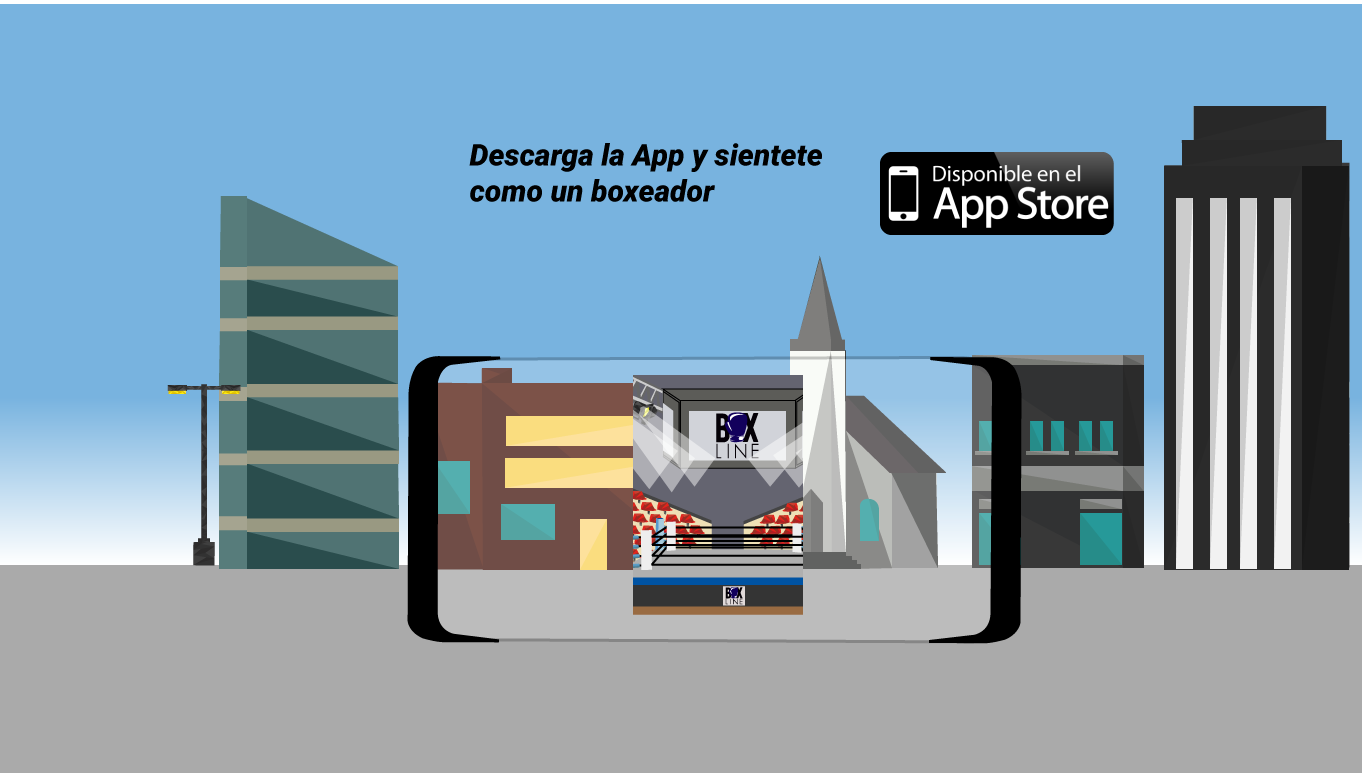 Descarga la App y sientete
como un boxeador
Disponible en el
App Store
BOX
LINE
BOX
LINE